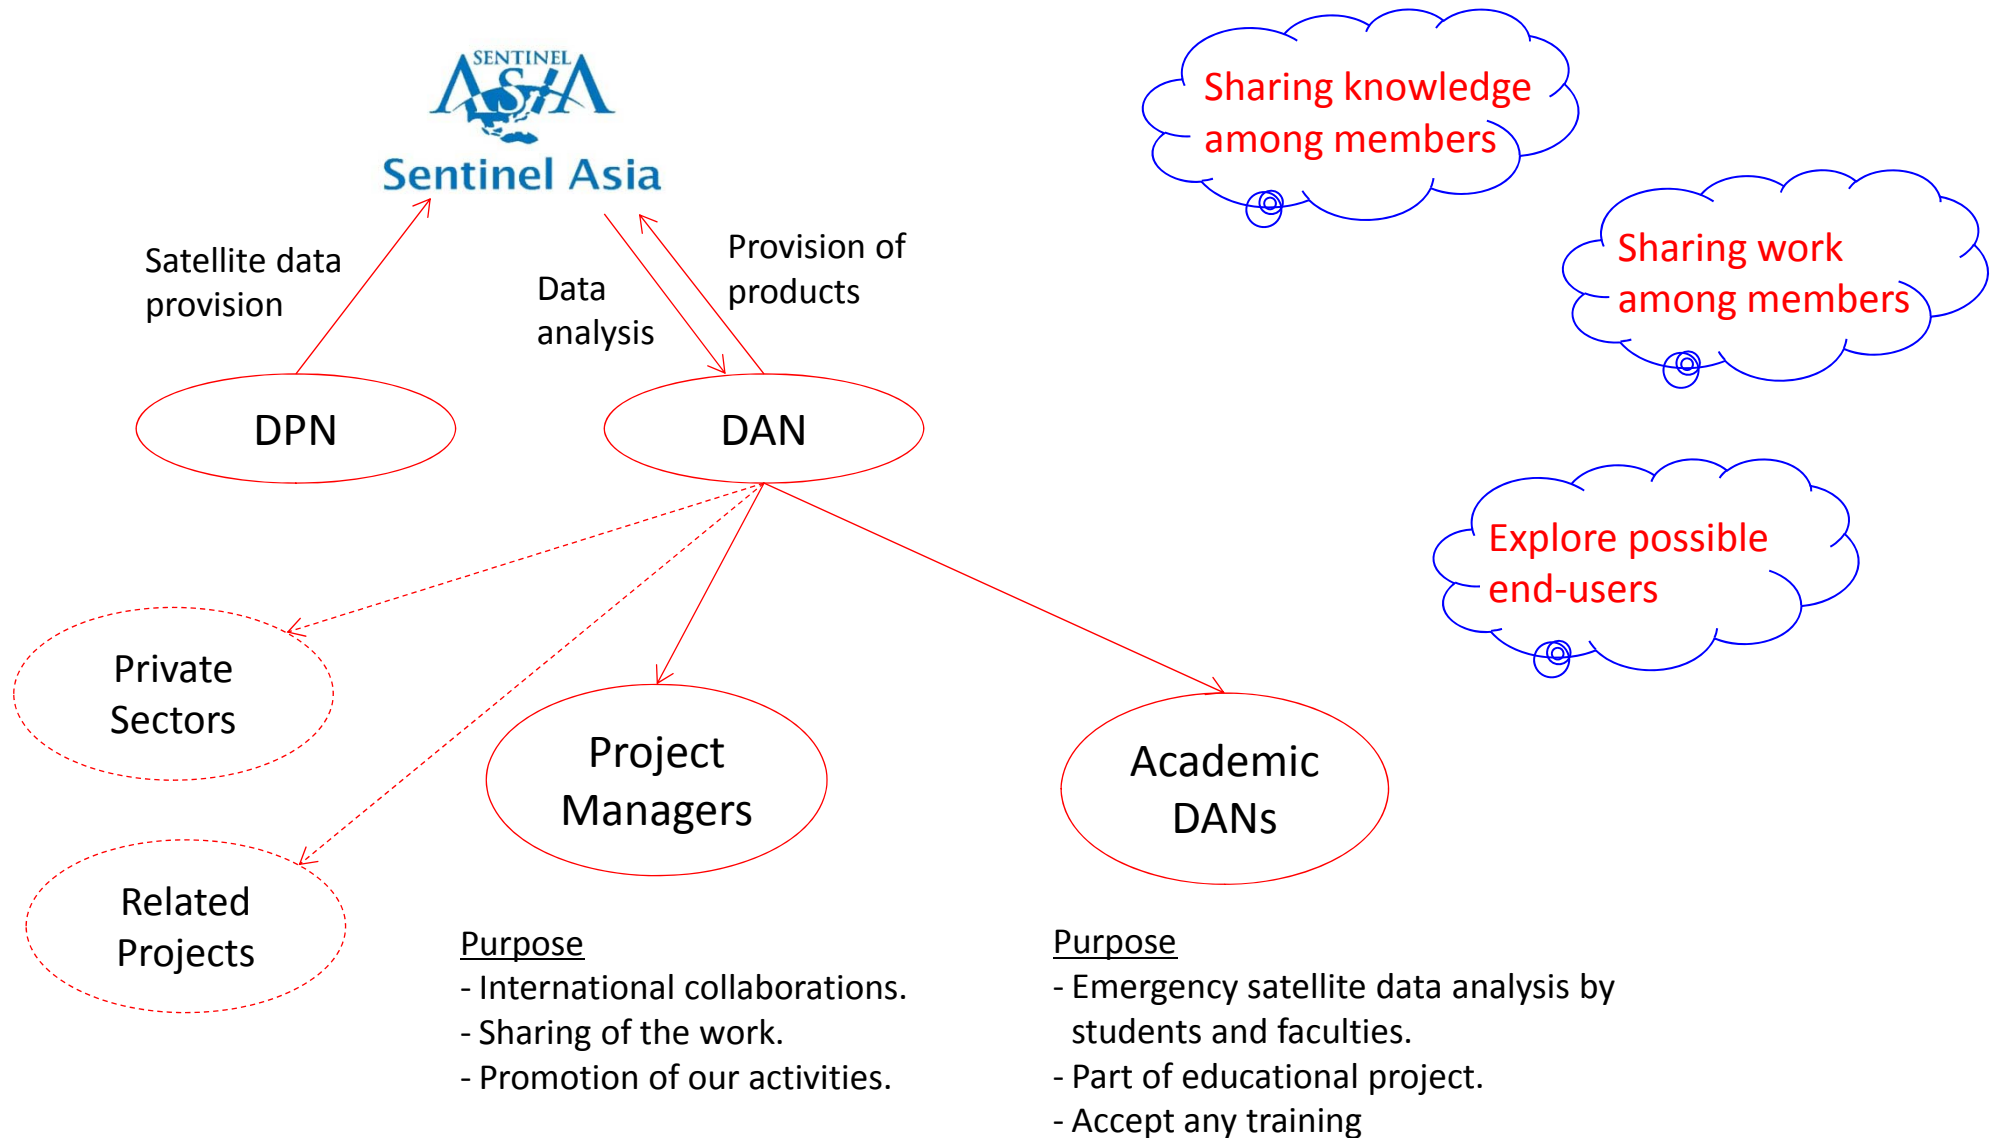 SENTINEL
ASIA
Sentinel Asia
Sharing knowledge
among members
Sharing work
among members
Explore possible
end-users
Satellite data
provision
Data
analysis
Provision of
products
DPN
DAN
Private
Sectors
Related
Projects
Project
Managers
Academic
DANs
Purpose
- International collaborations.
- Sharing of the work.
- Promotion of our activities.
Purpose
- Emergency satellite data analysis by
students and faculties.
- Part of educational project.
- Accept any training